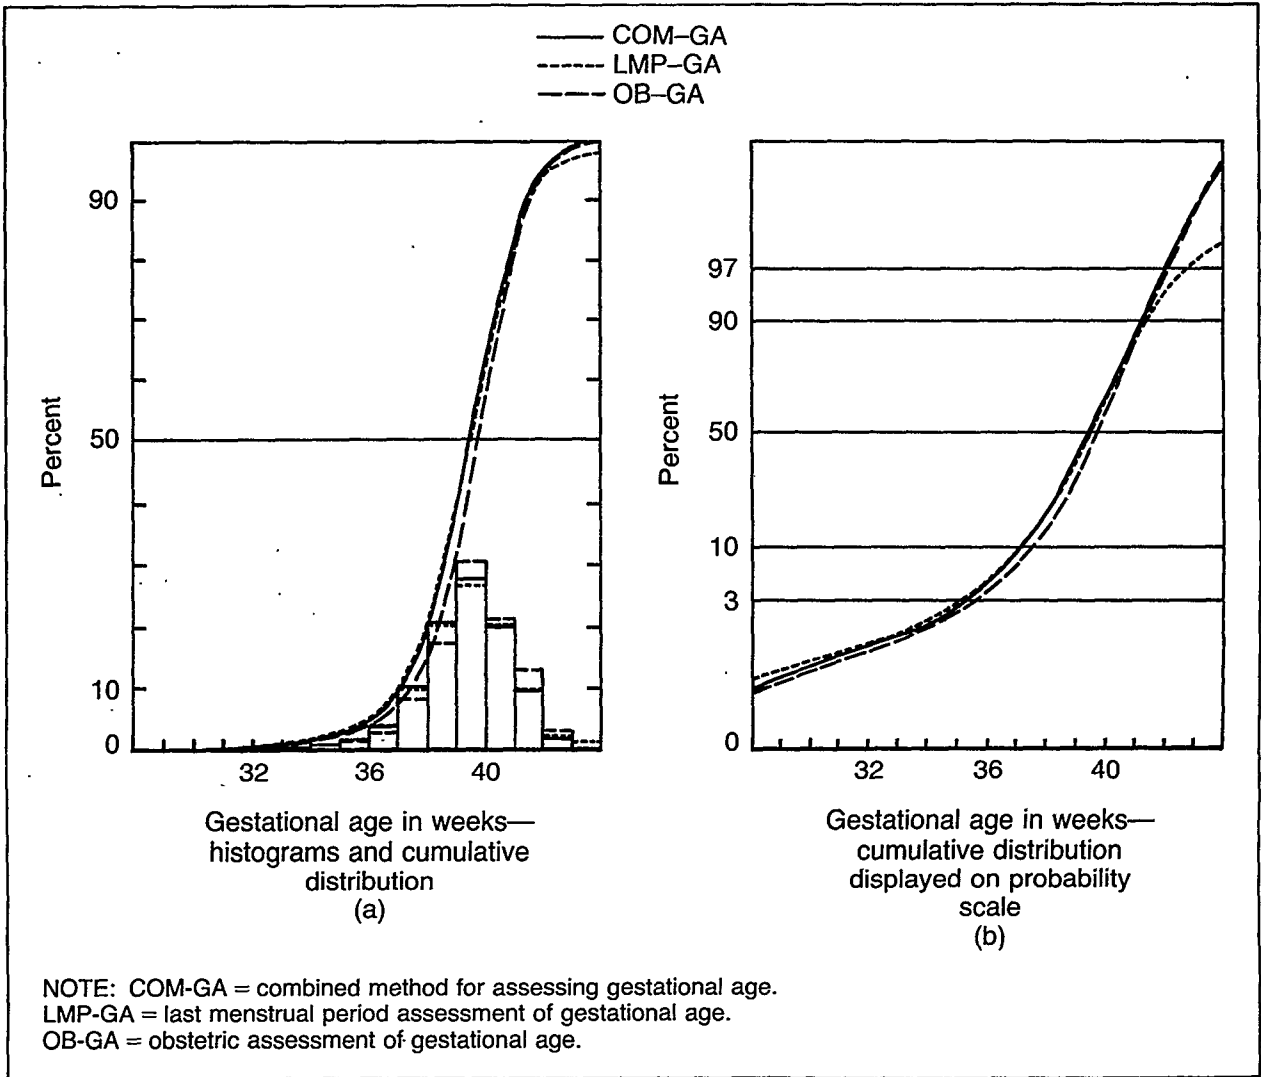 COM–GA
LMP–GA
OB–GA
90
50
10
0
Percent
32 36 40
Gestational age in weeks—
histograms and cumulative
distribution
(a)
97
90
50
10
3
0
Percent
32 36 40
Gestational age in weeks—
cumulative distribution
displayed on probability
scale
(b)
NOTE: COM-GA = combined method for assessing gestational age.
LMP-GA = last menstrual period assessment of gestational age.
OB-GA = obstetric assessment of gestational age.